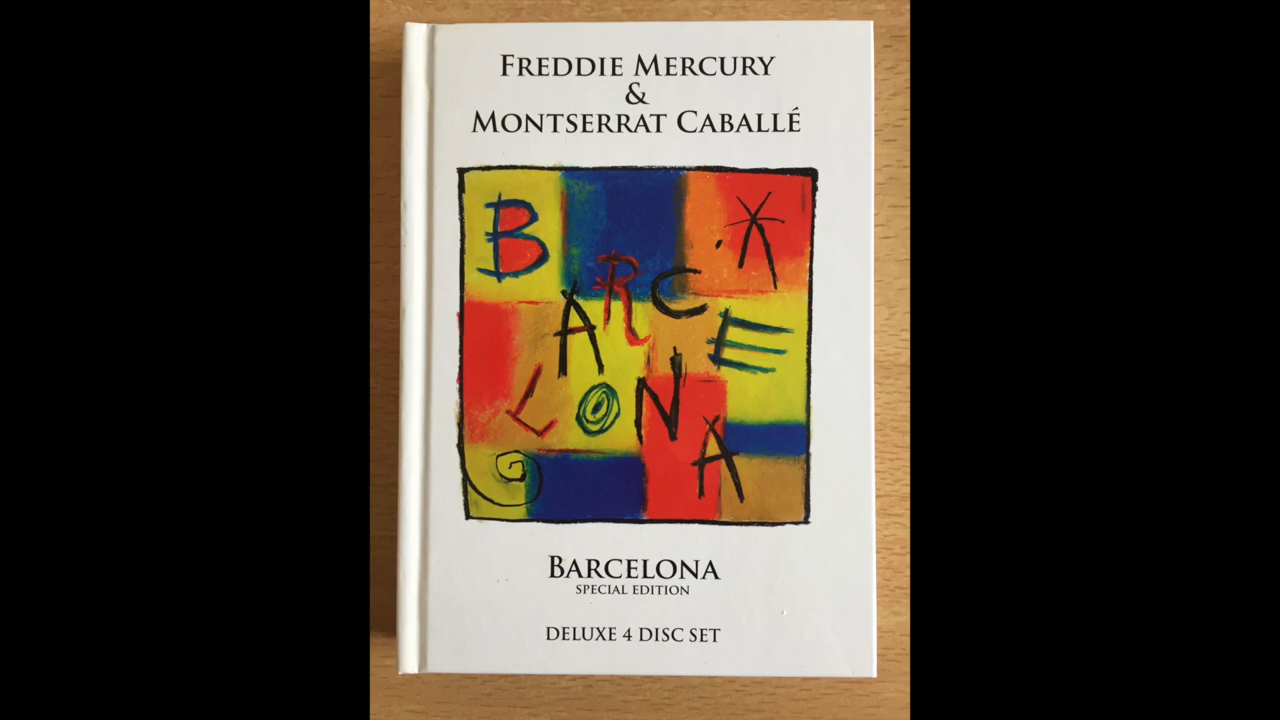 FREDDIE MERCURY
&
MONTSERRAT CABALLÉ
BARCELONA
BARCELONA
SPECIAL EDITION
DELUXE 4 DISC SET